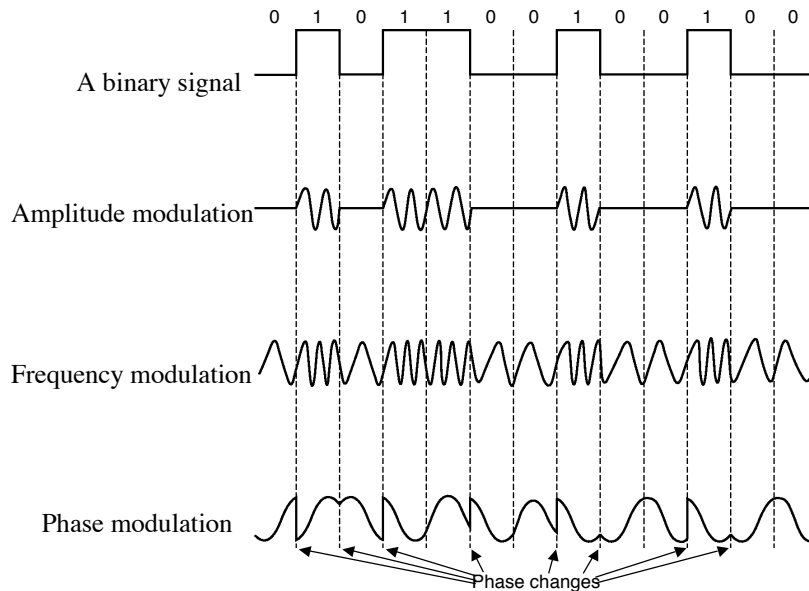 0 1 0 1 1 0 0 1 0 0 1 0 0
A binary signal
Amplitude modulation
Frequency modulation
Phase modulation
Phase changes